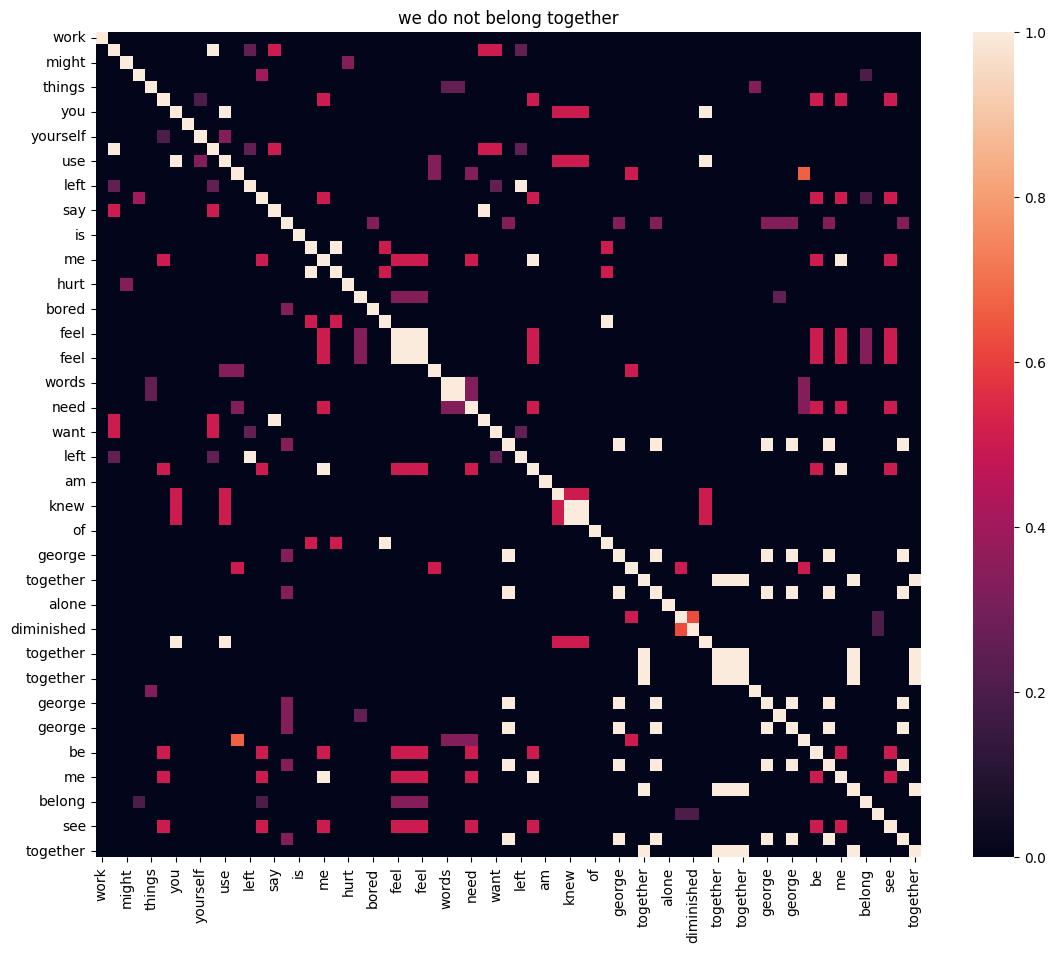 we do not belong together
work
might
things
you
yourself
use
left
say
is
me
hurt
bored
feel
feel
words
need
want
left
am
knew
of
george
together
alone
diminished
together
together
george
george
be
me
belong
see
together
work
might
things
you
yourself
use
left
say
is
me
hurt
bored
feel
feel
words
need
want
left
am
knew
of
george
together
alone
diminished
together
together
george
george
be
me
belong
see
together
1.0
0.8
0.6
0.4
0.2
0.0